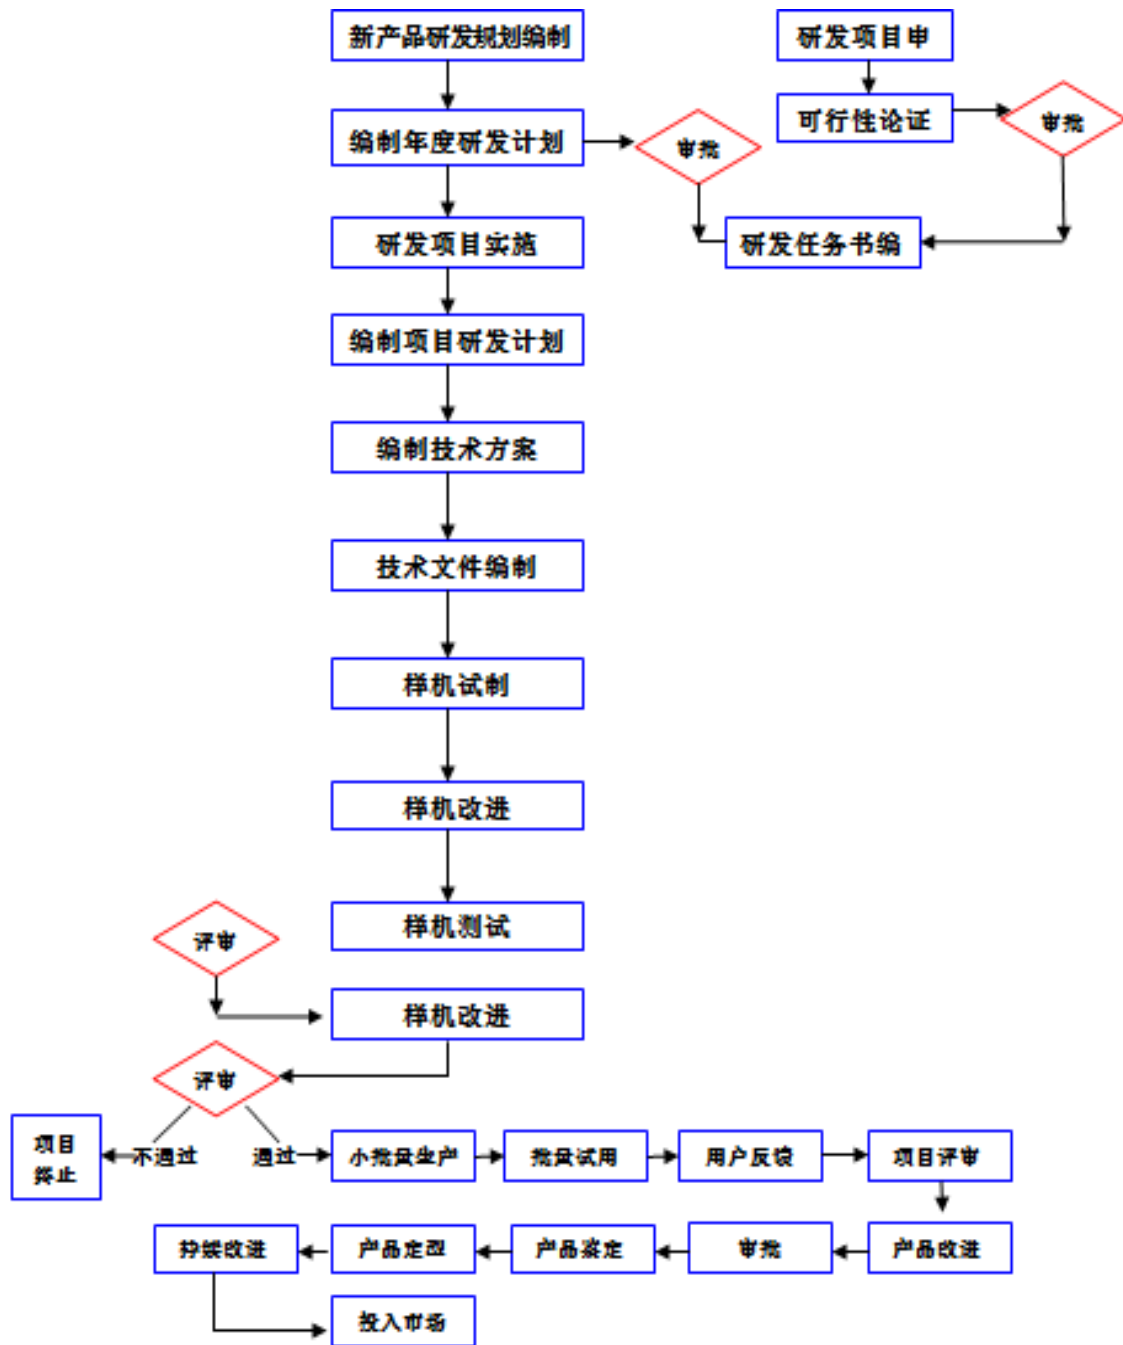 新产品研发规划编制
研发项目申
可行性论证
审批
编制年度研发计划
审批
研发项目实施
研发任务书编
编制项目研发计划
编制技术方案
技术文件编制
样机试制
样机改进
样机测试
评审
样机改进
评审
项目
终止
不通过
通过
小批量生产
批量试用
用户反馈
项目评审
持续改进
产品定型
产品鉴定
审批
产品改进
投入市场